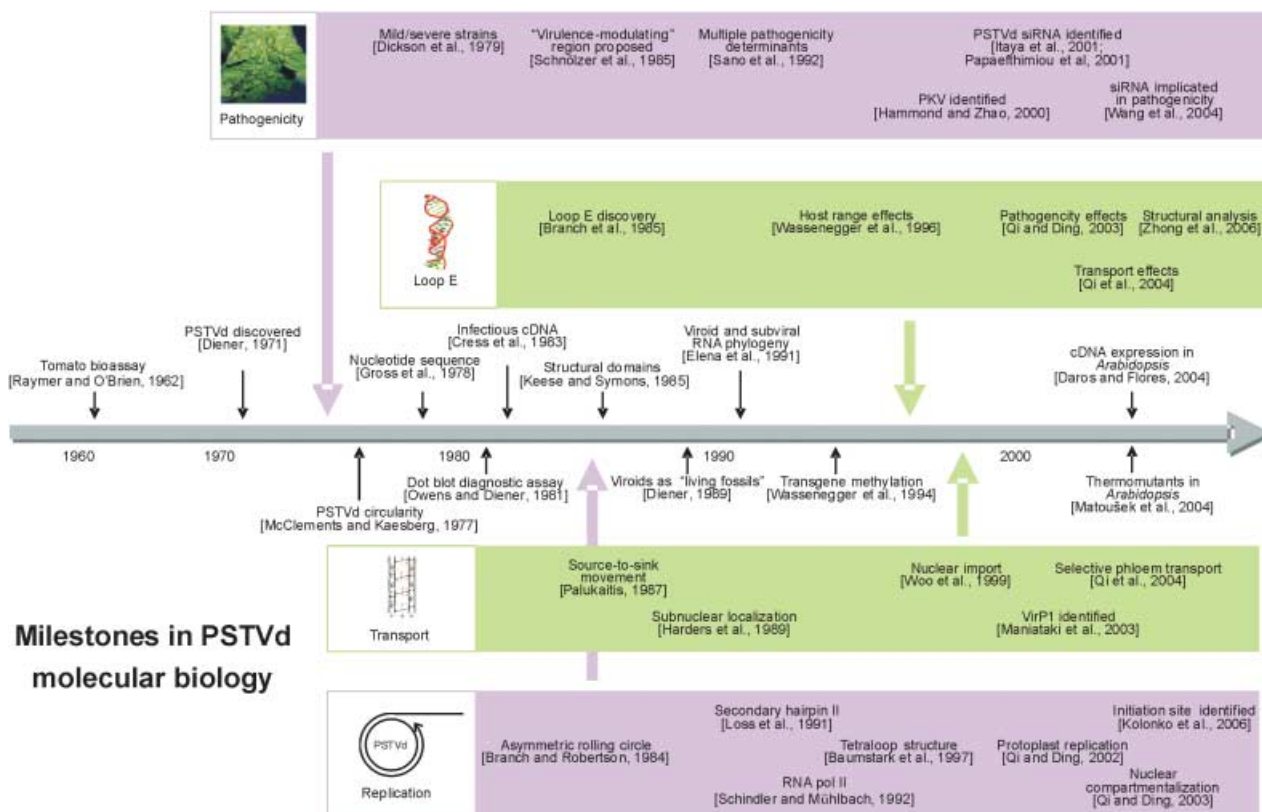 Pathogenicity
Mild/severe strains
[Dickson et al., 1979]
"Virulence-modulating"
region proposed
[Schnölzer et al., 1985]
Multiple pathogenicity
determinants
[Sano et al., 1992]
PSTVd siRNA identified
[Itaya et al., 2001;
Papaefthimiou et al, 2001]
PKV identified
[Hammond and Zhao, 2000]
siRNA implicated
in pathogenicity
[Wang et al., 2004]
Loop E
Loop E discovery
[Branch et al., 1985]
Host range effects
[Wassenegger et al., 1996]
Pathogencity effects
[Qi and Ding, 2003]
Structural analysis
[Zhong et al., 2006]
Transport effects
[Qi et al., 2004]
Tomato bioassay
[Raymer and O'Brien, 1962]
PSTVd discovered
[Diener, 1971]
Nucleotide sequence
[Gross et al., 1978]
Infectious cDNA
[Cress et al., 1983]
Structural domains
[Keese and Symons, 1985]
Viroid and subviral
RNA phylogeny
[Elena et al., 1991]
cDNA expression in
Arabidopsis
[Daros and Flores, 2004]
1960
1970
1980
1990
2000
PSTVd circularity
[McClements and Kaesberg, 1977]
Dot blot diagnostic assay
[Owens and Diener, 1981]
Viroids as "living fossils"
[Diener, 1989]
Transgene methylation
[Wassenegger et al., 1994]
Thermomutants in
Arabidopsis
[Matoušek et al., 2004]
Transport
Source-to-sink
movement
[Palukaitis, 1987]
Subnuclear localization
[Harders et al., 1989]
Nuclear import
[Woo et al., 1999]
VirP1 identified
[Maniataki et al., 2003]
Selective phloem transport
[Qi et al., 2004]
Milestones in PSTVd
molecular biology
PSTVd
Replication
Asymmetric rolling circle
[Branch and Robertson, 1984]
Secondary hairpin II
[Loss et al., 1991]
RNA pol II
[Schindler and Mühlbach, 1992]
Tetraloop structure
[Baumstark et al., 1997]
Protoplast replication
[Qi and Ding, 2002]
Initiation site identified
[Kolonko et al., 2006]
Nuclear
compartmentalization
[Qi and Ding, 2003]